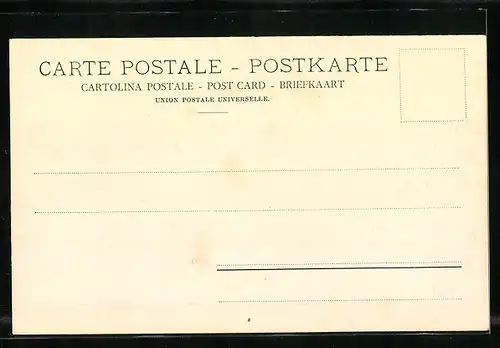 CARTE POSTALE - POSTKARTE
CARTOLINA POSTALE - POST CARD - BRIEFKAART
UNION POSTALE UNIVERSELLE.